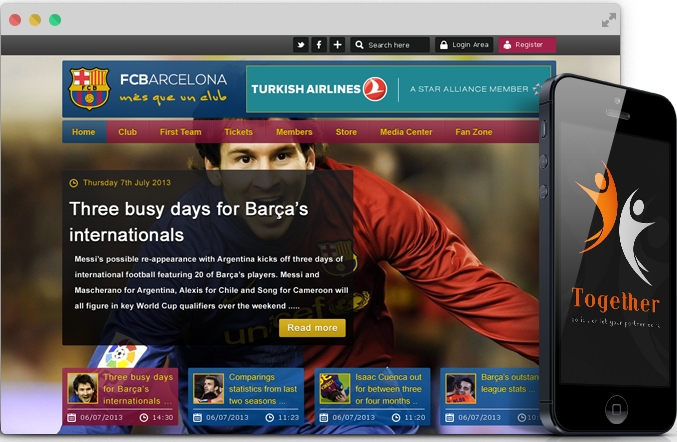 Search here
Login Area
Register
FCB
FCBARCELONA
més que un club
TURKISH AIRLINES
A STAR ALLIANCE MEMBER
Home
Club
First Team
Tickets
Members
Store
Media Center
Fan Zone
Thursday 7th July 2013
Three busy days for Barça's
internationals
Messi's possible re-appearance with Argentina kicks off three days of
international football featuring 20 of Barça's players. Messi and
Mascherano for Argentina, Alexis for Chile and Song for Cameroon will
all figure in key World Cup qualifiers over the weekend .....
Read more
unicef
Three busy days
for Barça's
internationals ...
06/07/2013
14:30
Comparings
statistics from last
two seasons ...
06/07/2013
11:23
Isaac Cuenca out
for between three
or four months ..
06/07/2013
11:20
Barça's outstan
league stats ...
06/07/2013
Together